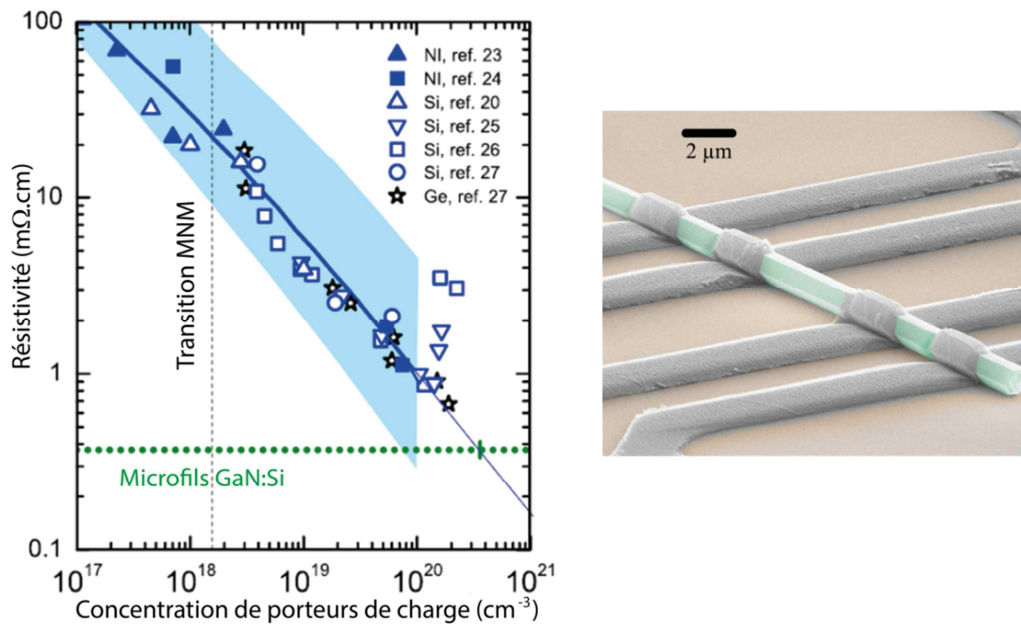 100
10
1
0.1
Résistivité (mΩ.cm)
Transition MNM
NI, ref. 23
NI, ref. 24
Si, ref. 20
Si, ref. 25
Si, ref. 26
Si, ref. 27
Ge, ref. 27
Microfils GaN:Si
10¹⁷
10¹⁸
10¹⁹
10²⁰
10²¹
Concentration de porteurs de charge (cm⁻³)
2 µm